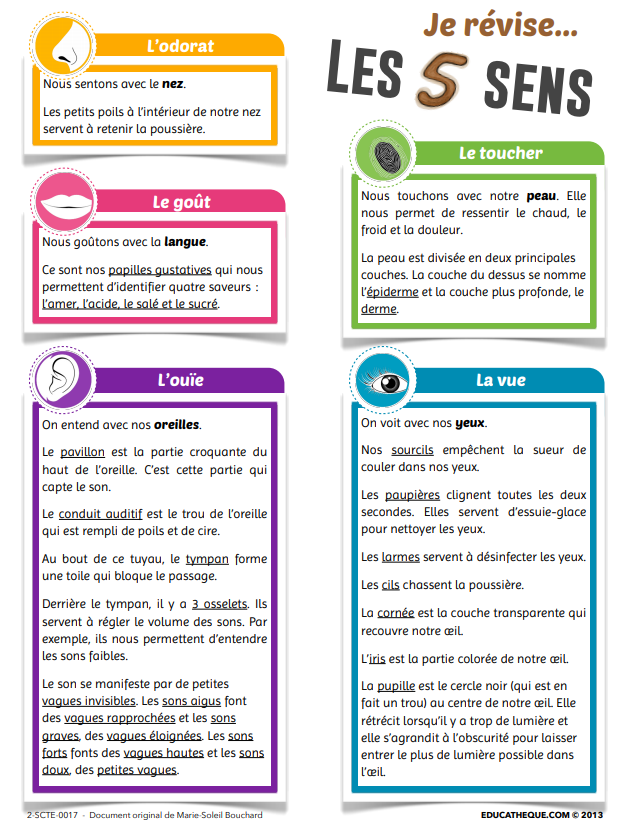 Je révise...
LES 5 SENS
L'odorat
Nous sentons avec le nez.
Les petits poils à l'intérieur de notre nez
servent à retenir la poussière.
Le goût
Nous goûtons avec la langue.
Ce sont nos papilles gustatives qui nous
permettent d'identifier quatre saveurs :
l'amer, l'acide, le salé et le sucré.
L'ouïe
On entend avec nos oreilles.
Le pavillon est la partie croquante du
haut de l'oreille. C'est cette partie qui
capte le son.
Le conduit auditif est le trou de l'oreille
qui est rempli de poils et de cire.
Au bout de ce tuyau, le tympan forme
une toile qui bloque le passage.
Derrière le tympan, il y a 3 osselets. Ils
servent à régler le volume des sons. Par
exemple, ils nous permettent d'entendre
les sons faibles.
Le son se manifeste par de petites
vagues invisibles. Les sons aigus font
des vagues rapprochées et les sons
graves, des vagues éloignées. Les sons
forts fonts des vagues hautes et les sons
doux, des petites vagues.
Le toucher
Nous touchons avec notre peau. Elle
nous permet de ressentir le chaud, le
froid et la douleur.
La peau est divisée en deux principales
couches. La couche du dessus se nomme
l'épiderme et la couche plus profonde, le
derme.
La vue
On voit avec nos yeux.
Nos sourcils empêchent la sueur de
couler dans nos yeux.
Les paupières clignent toutes les deux
secondes. Elles servent d'essuie-glace
pour nettoyer les yeux.
Les larmes servent à désinfecter les yeux.
Les cils chassent la poussière.
La cornée est la couche transparente qui
recouvre notre œil.
L'iris est la partie colorée de notre œil.
La pupille est le cercle noir (qui est en
fait un trou) au centre de notre œil. Elle
rétrécit lorsqu'il y a trop de lumière et
elle s'agrandit à l'obscurité pour laisser
entrer le plus de lumière possible dans
l'œil.
2-SCTE-0017 - Document original de Marie-Soleil Bouchard
EDUCATHEQUE.COM © 2013